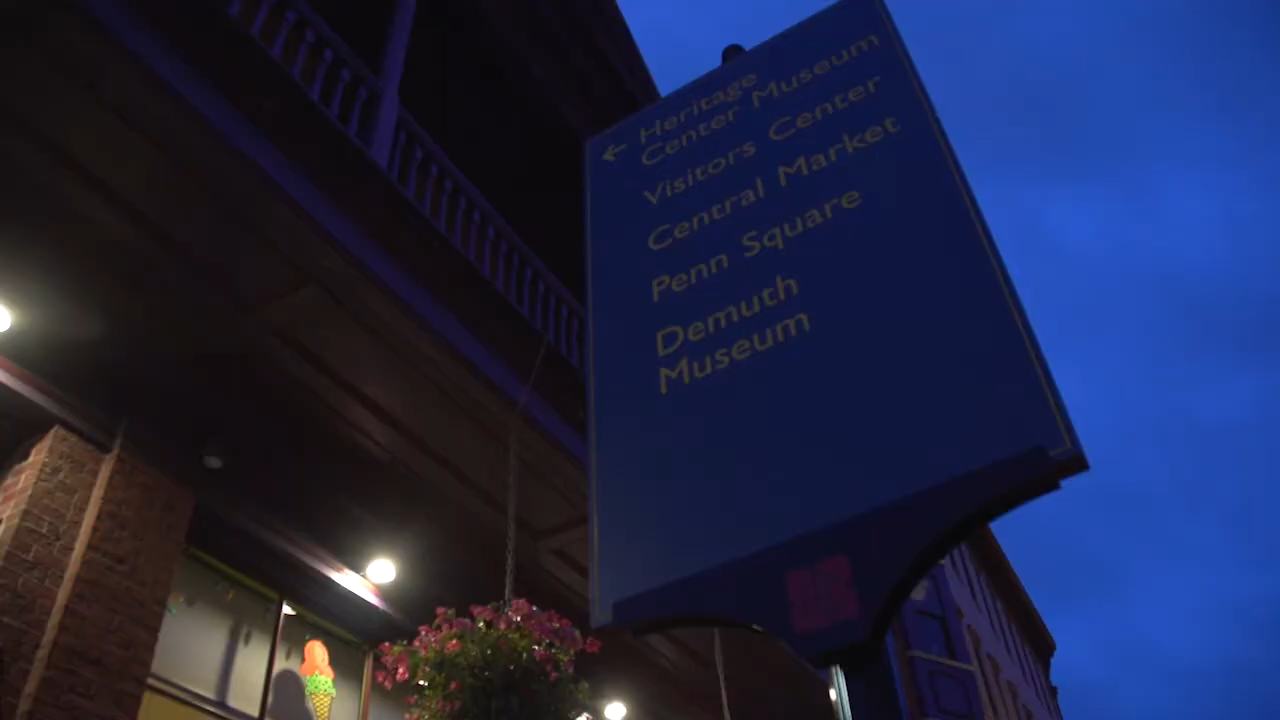 ← Heritage
Center Museum
Visitors Center
Central Market
Penn Square
Demuth
Museum